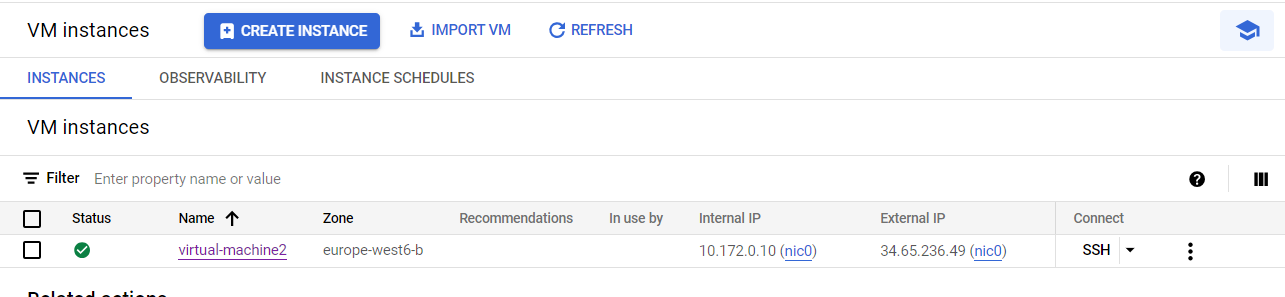 VM instances CREATE INSTANCE IMPORT VM REFRESH
INSTANCES OBSERVABILITY INSTANCE SCHEDULES
VM instances
Filter Enter property name or value
Status Name Zone Recommendations In use by Internal IP External IP Connect
virtual-machine2 europe-west6-b 10.172.0.10 (nic0) 34.65.236.49 (nic0) SSH
Related actions